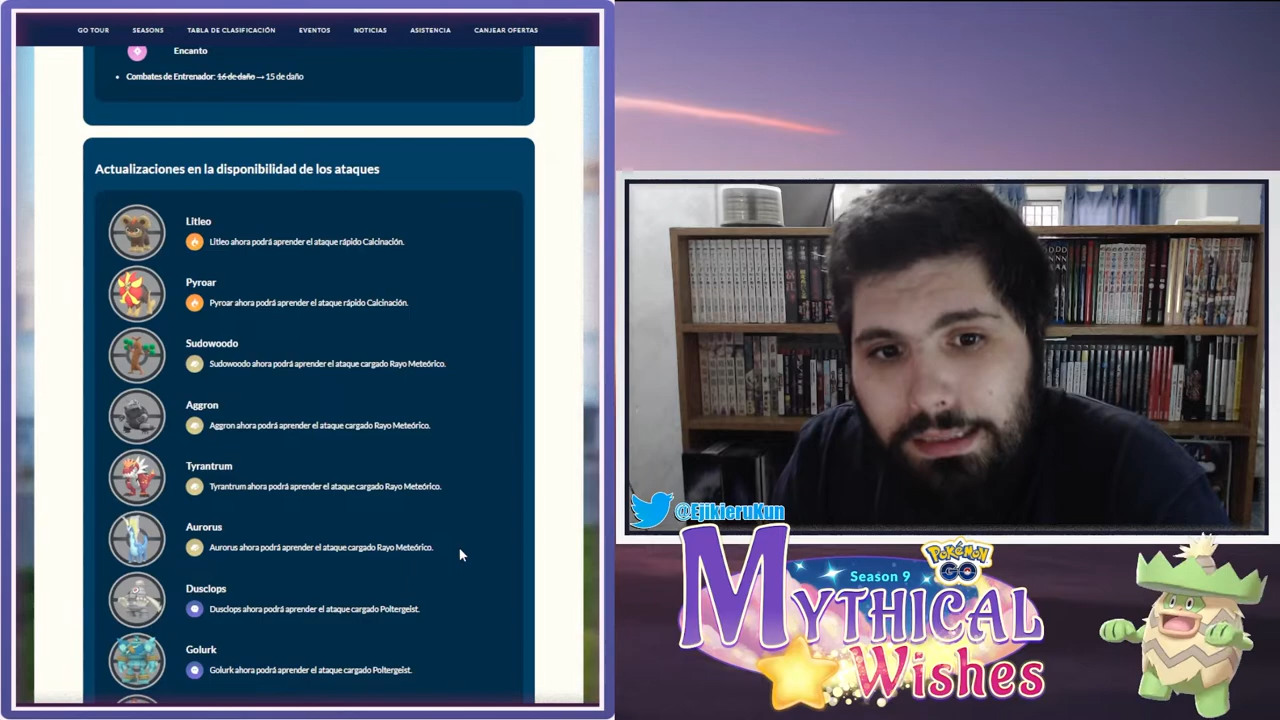 GO TOUR SEASONS TABLA DE CLASIFICACIÓN EVENTOS NOTICIAS ASISTENCIA CANJEAR OFERTAS
Encanto
• Combates de Entrenador: 16 de daño → 15 de daño
Actualizaciones en la disponibilidad de los ataques
Litleo
Litleo ahora podrá aprender el ataque rápido Calcinación.
Pyroar
Pyroar ahora podrá aprender el ataque rápido Calcinación.
Sudowoodo
Sudowoodo ahora podrá aprender el ataque cargado Rayo Meteórico.
Aggron
Aggron ahora podrá aprender el ataque cargado Rayo Meteórico.
Tyrantrum
Tyrantrum ahora podrá aprender el ataque cargado Rayo Meteórico.
Aurorus
Aurorus ahora podrá aprender el ataque cargado Rayo Meteórico.
Dusclops
Dusclops ahora podrá aprender el ataque cargado Poltergeist.
Golurk
Golurk ahora podrá aprender el ataque cargado Poltergeist.
@EjikieruKun
Pokémon
GO
Season 9
MYTHICAL
Wishes